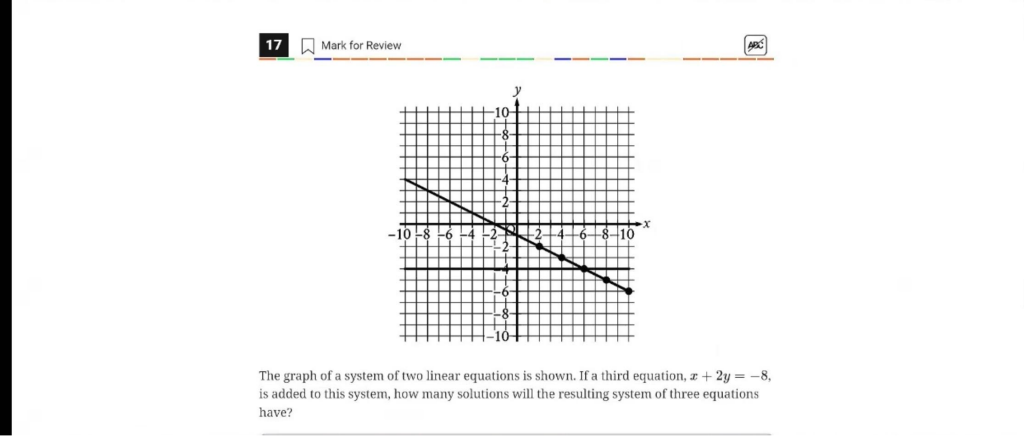 17 Mark for Review ABC
y
10
8
6
4
2
x
-10 -8 -6 -4 -2 O 2 4 6 8 10
-2
-4
-6
-8
-10
The graph of a system of two linear equations is shown. If a third equation, x + 2y = −8,
is added to this system, how many solutions will the resulting system of three equations
have?